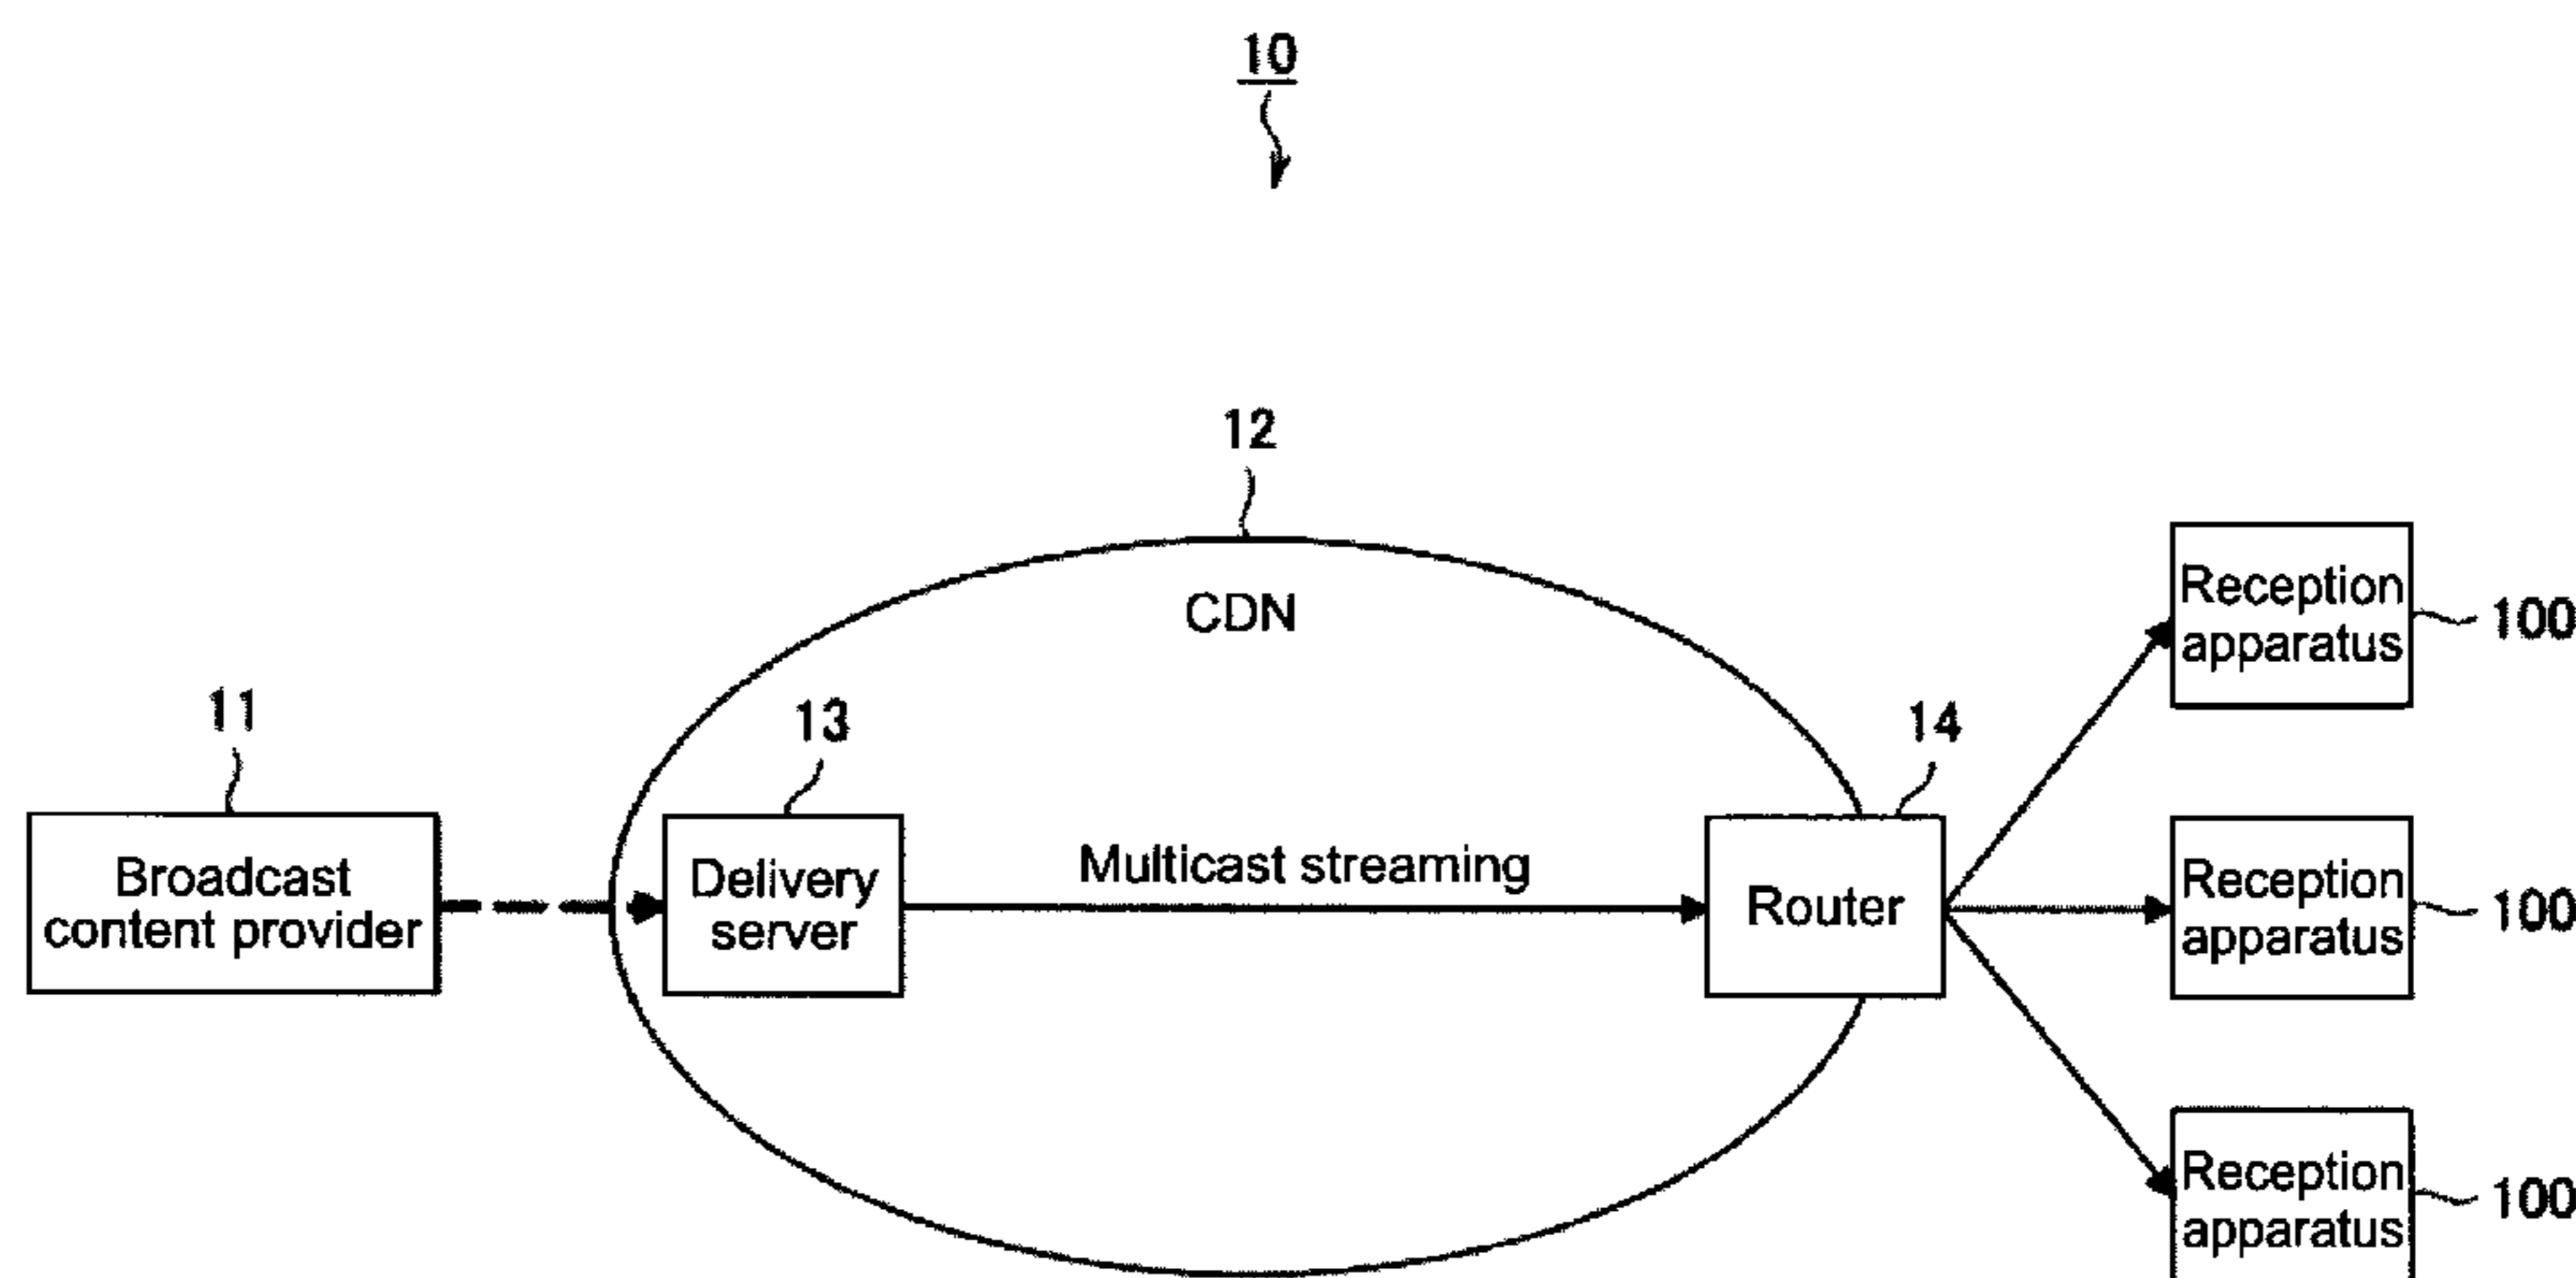 10
12
CDN
11
13
14
Broadcast
content provider
Delivery
server
Multicast streaming
Router
Reception
apparatus
100
Reception
apparatus
100
Reception
apparatus
100